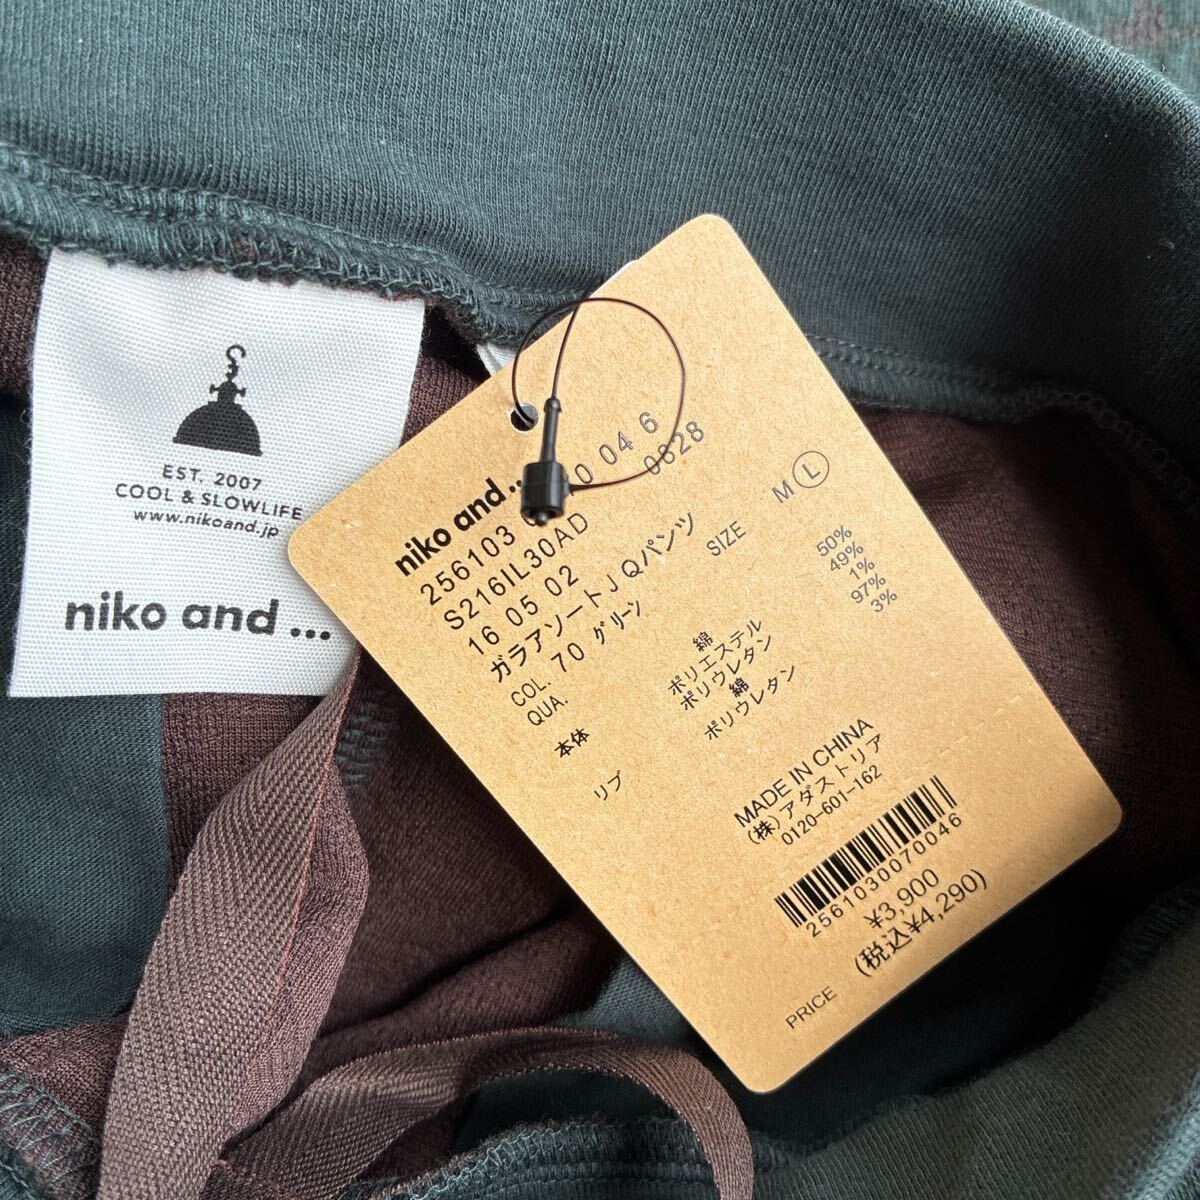 EST. 2007
COOL & SLOWLIFE
www.nikoand.jp
niko and ...
niko and ...
256103
04 6
S216IL30AD
0828
16 05 02
ガラアソートJQパンツ
COL. 70 グリーン
SIZE M L
QUA.
本体 綿 50%
ポリエステル 49%
ポリウレタン 1%
リブ 綿 97%
ポリウレタン 3%
MADE IN CHINA
(株)アダストリア
0120-601-162
2561030070046
¥3,900
PRICE (税込¥4,290)